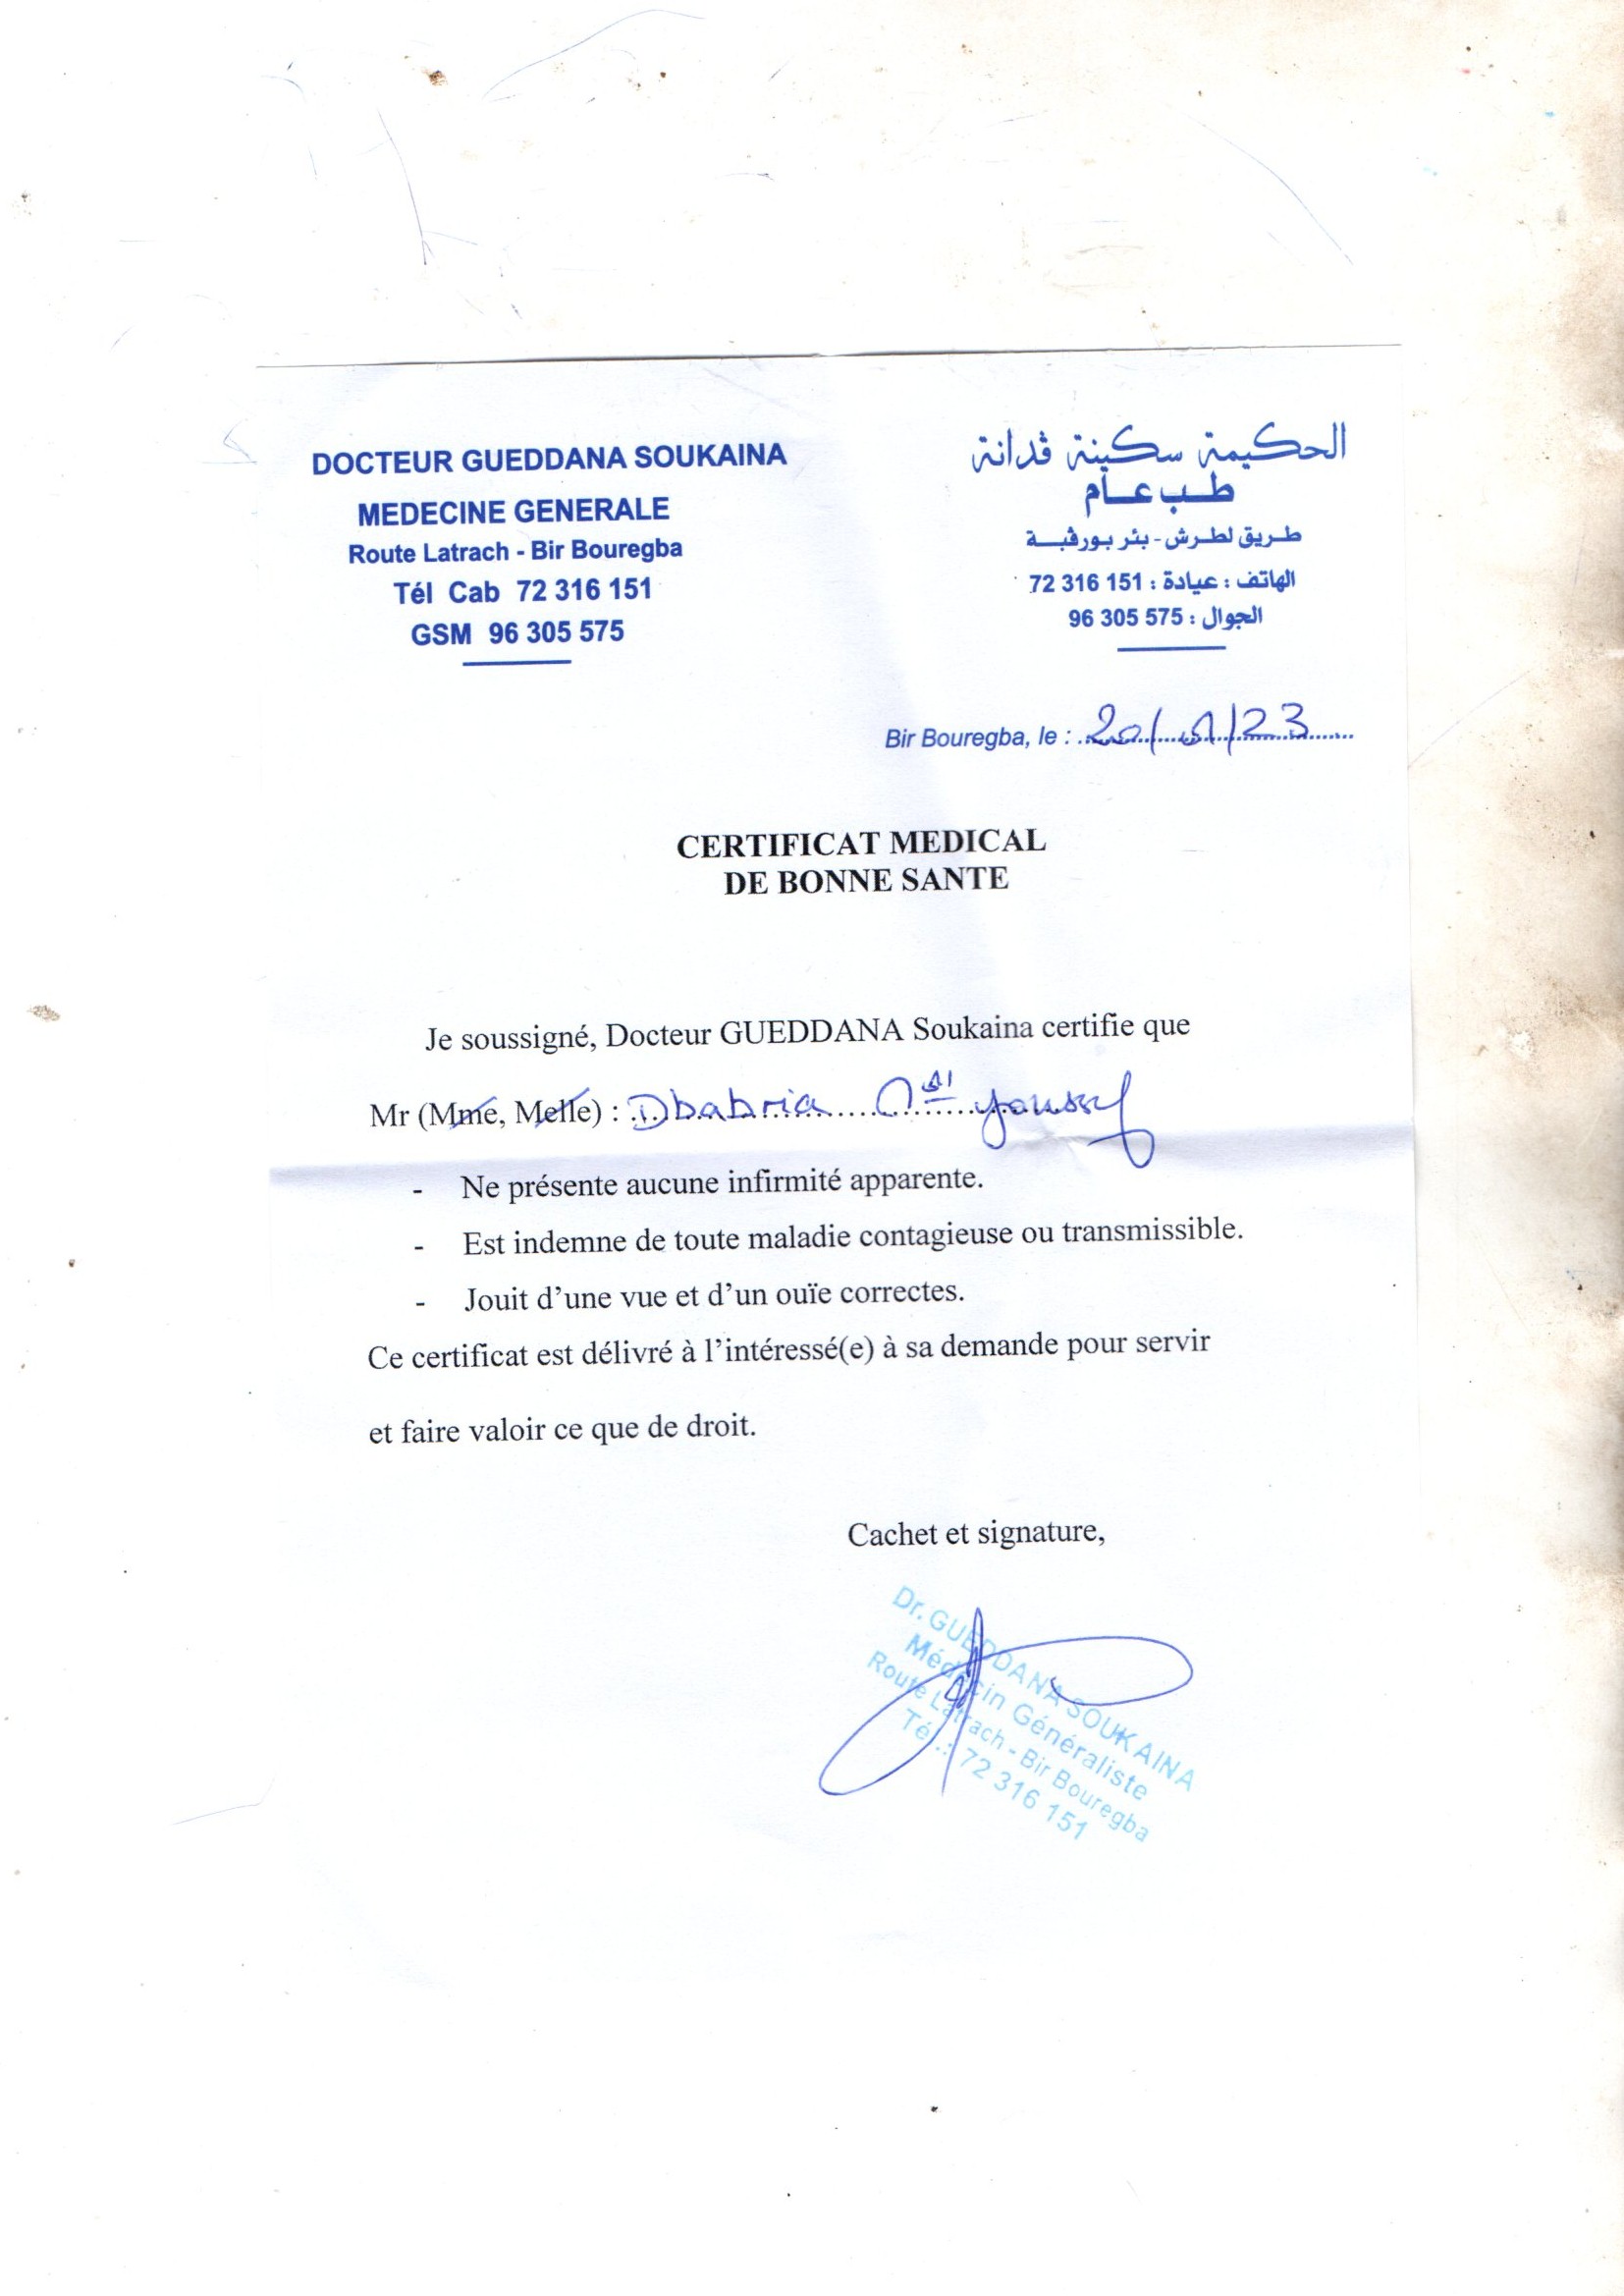 DOCTEUR GUEDDANA SOUKAINA
MEDECINE GENERALE
Route Latrach - Bir Bouregba
Tél Cab 72 316 151
GSM 96 305 575
الحكيمة سكينة ڨدانة
طب عام
طريق لطرش - بئر بورڨبة
الهاتف : عيادة : 151 316 72
الجوال : 575 305 96
Bir Bouregba, le : 20/01/23
CERTIFICAT MEDICAL
DE BONNE SANTE
Je soussigné, Docteur GUEDDANA Soukaina certifie que
Mr (Mme, Melle) : Dbabria Youssef
- Ne présente aucune infirmité apparente.
- Est indemne de toute maladie contagieuse ou transmissible.
- Jouit d’une vue et d’un ouïe correctes.
Ce certificat est délivré à l’intéressé(e) à sa demande pour servir
et faire valoir ce que de droit.
Cachet et signature,
Dr. GUEDDANA SOUKAINA
Médecin Généraliste
Route Latrach - Bir Bouregba
Tél.: 72 316 151